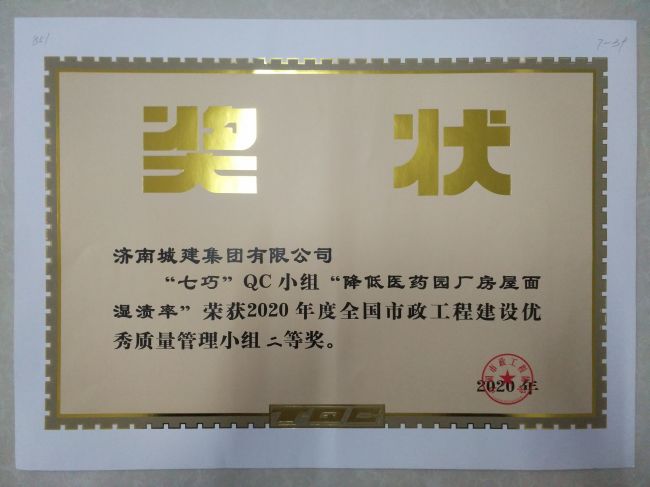 奖状
济南城建集团有限公司
“七巧”QC小组“降低医药园厂房屋面
湿渍率”荣获2020年度全国市政工程建设优
秀质量管理小组二等奖。
2020年
TQC